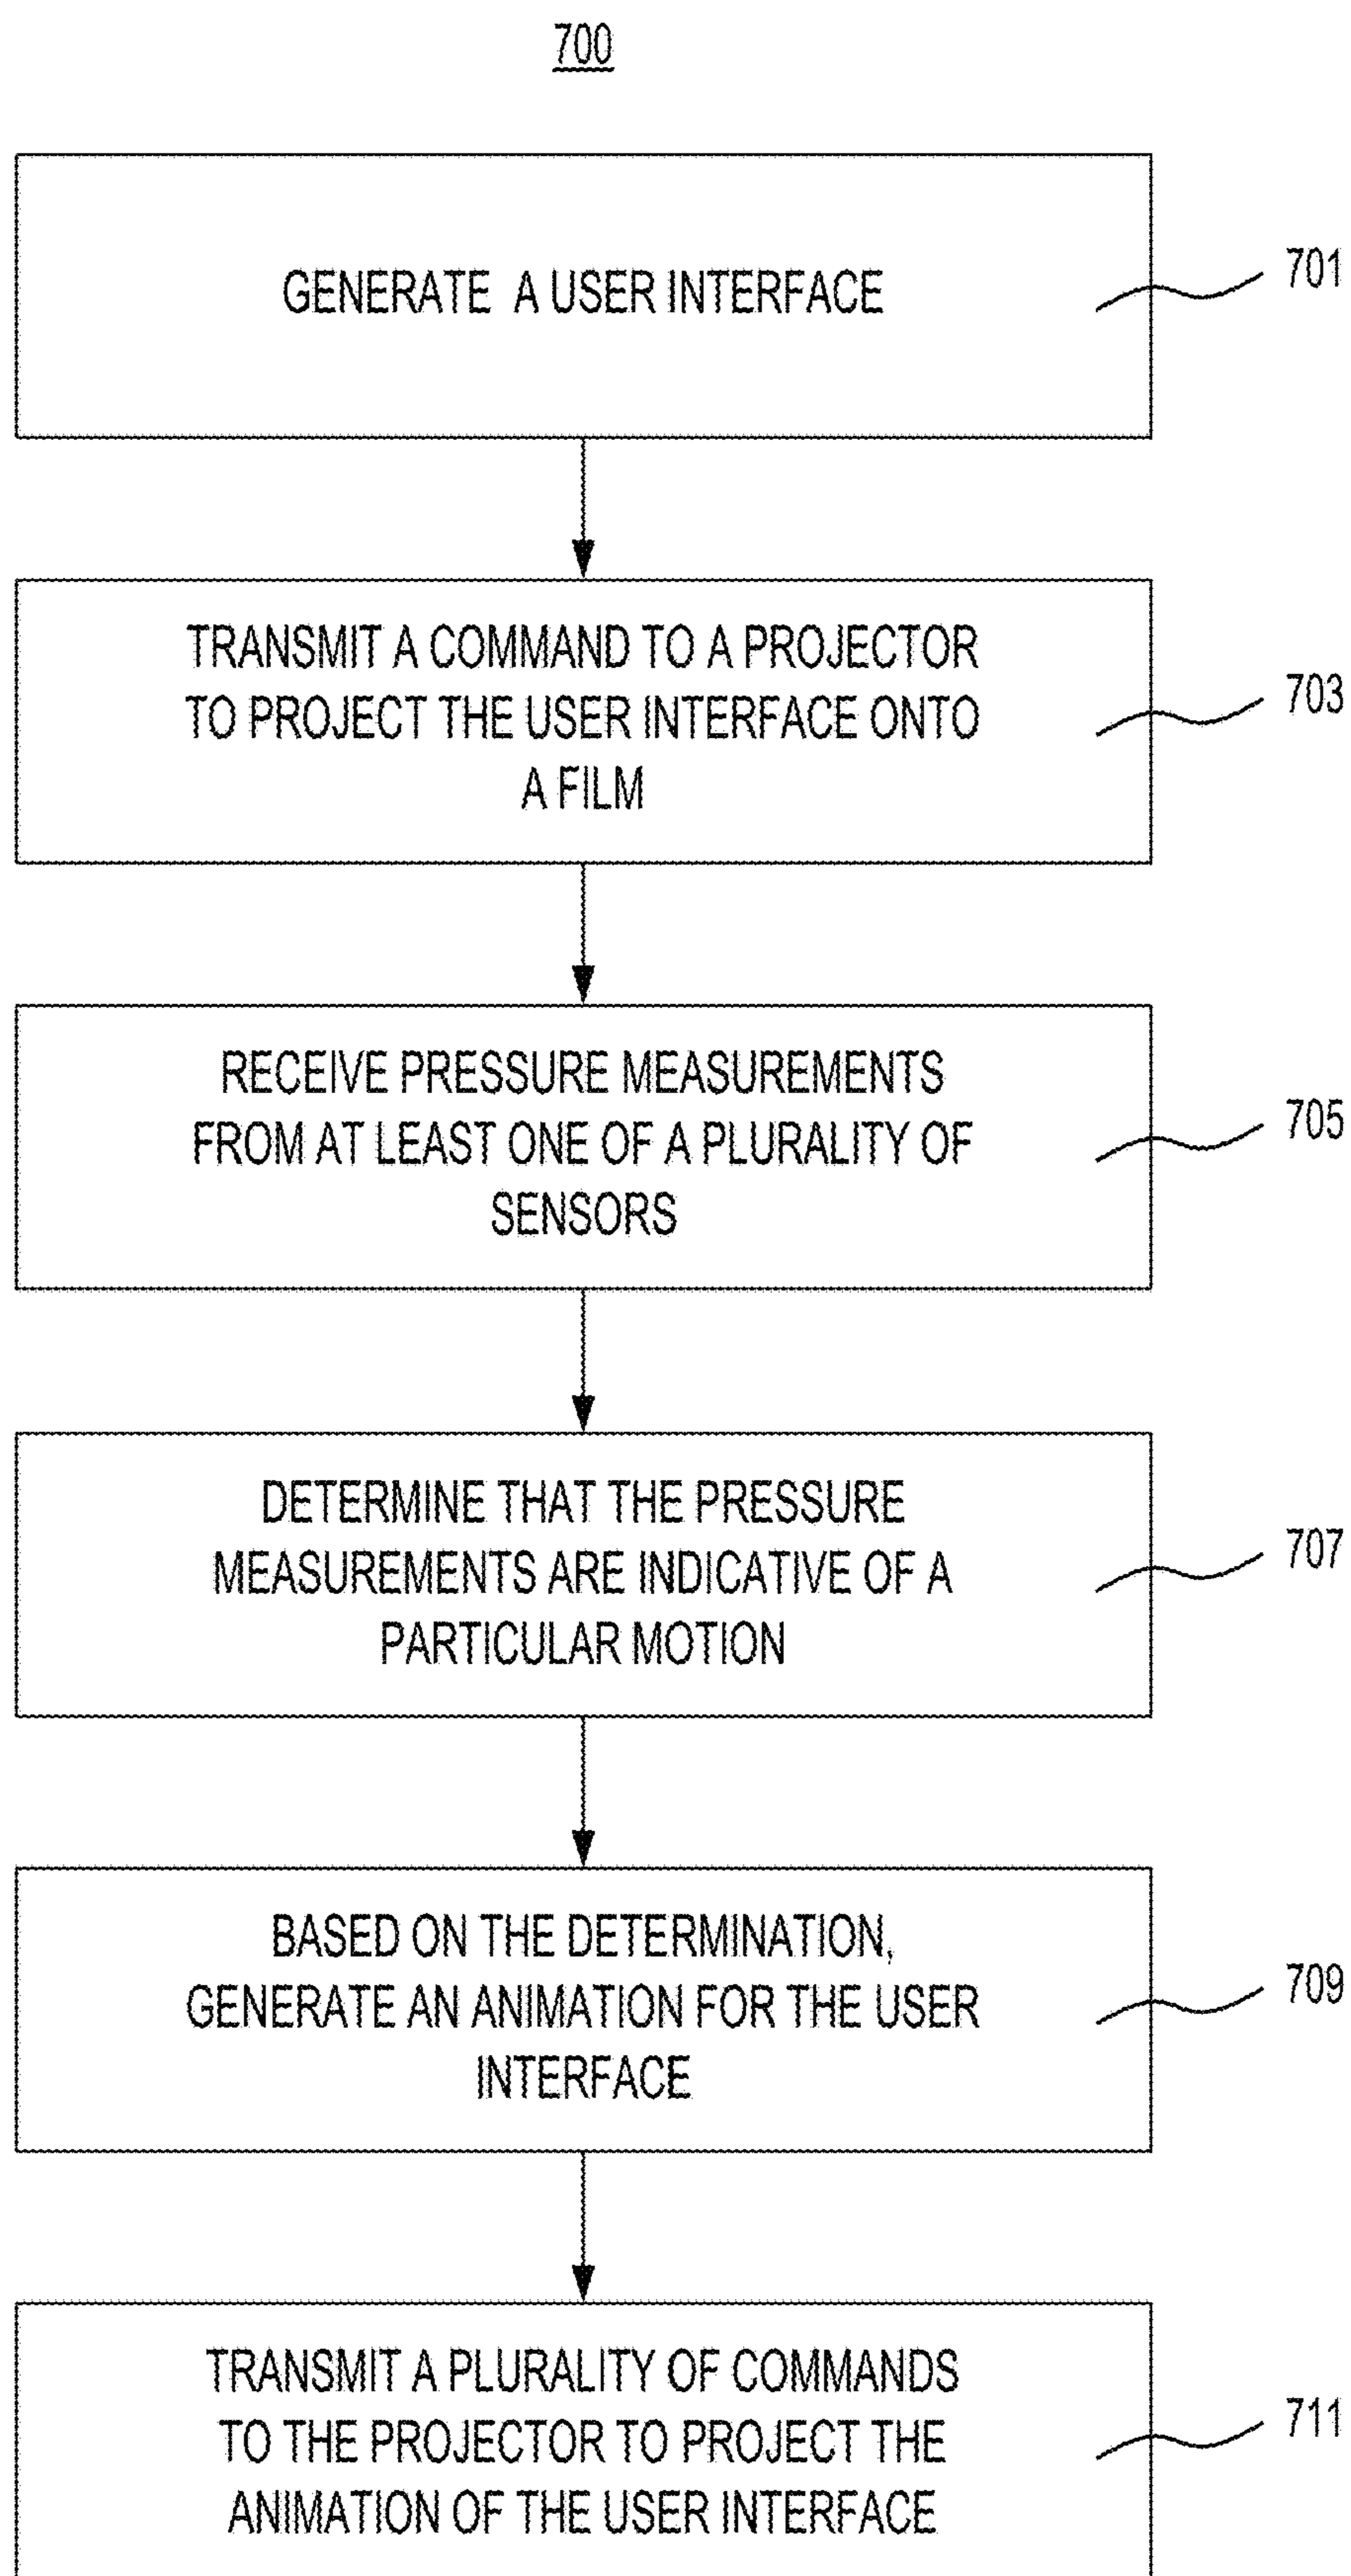 700
GENERATE A USER INTERFACE
701
TRANSMIT A COMMAND TO A PROJECTOR
TO PROJECT THE USER INTERFACE ONTO
A FILM
703
RECEIVE PRESSURE MEASUREMENTS
FROM AT LEAST ONE OF A PLURALITY OF
SENSORS
705
DETERMINE THAT THE PRESSURE
MEASUREMENTS ARE INDICATIVE OF A
PARTICULAR MOTION
707
BASED ON THE DETERMINATION,
GENERATE AN ANIMATION FOR THE USER
INTERFACE
709
TRANSMIT A PLURALITY OF COMMANDS
TO THE PROJECTOR TO PROJECT THE
ANIMATION OF THE USER INTERFACE
711